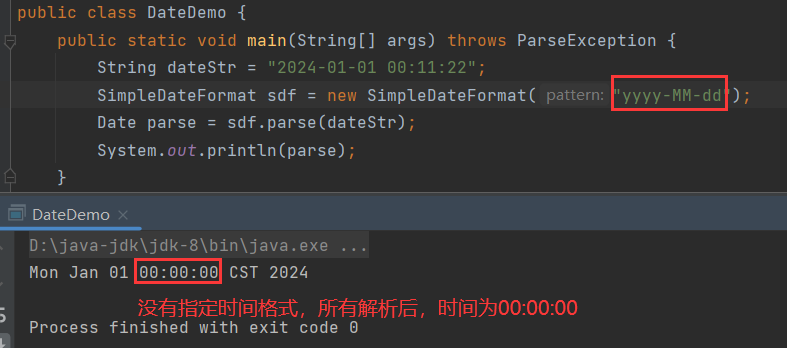 public class DateDemo {
public static void main(String[] args) throws ParseException {
String dateStr = "2024-01-01 00:11:22";
SimpleDateFormat sdf = new SimpleDateFormat( pattern: "yyyy-MM-dd");
Date parse = sdf.parse(dateStr);
System.out.println(parse);
}
DateDemo ×
D:\java-jdk\jdk-8\bin\java.exe ...
Mon Jan 01 00:00:00 CST 2024
没有指定时间格式，所有解析后，时间为00:00:00
Process finished with exit code 0